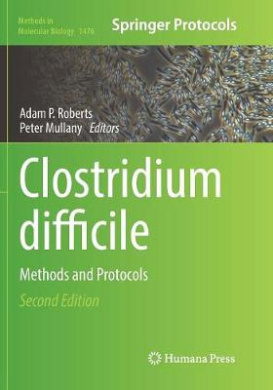 Methods in
Molecular Biology 1476
Springer Protocols
Adam P. Roberts
Peter Mullany Editors
Clostridium
difficile
Methods and Protocols
Second Edition
Humana Press